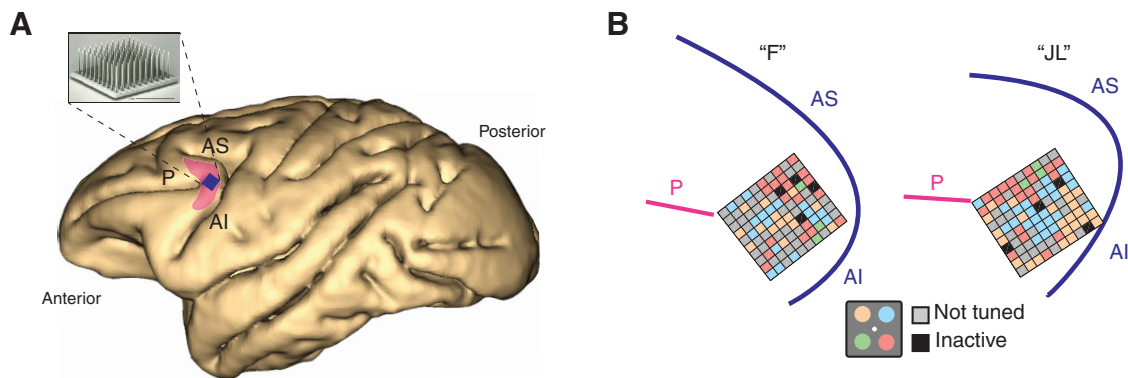 A
AS
P
AI
Anterior
Posterior
B
“F”
“JL”
AS
AS
P
P
AI
AI
Not tuned
Inactive